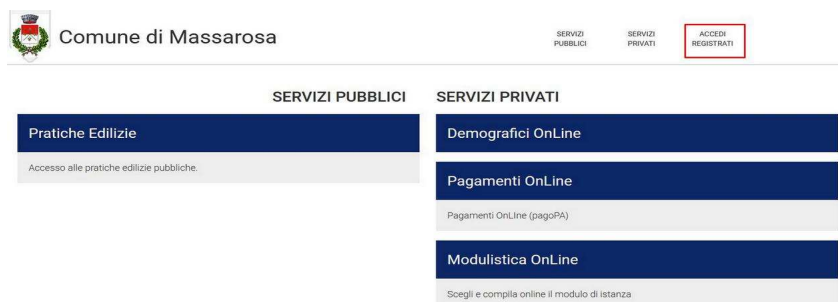 Comune di Massarosa
SERVIZI
PUBBLICI
SERVIZI
PRIVATI
ACCEDI
REGISTRATI
SERVIZI PUBBLICI
Pratiche Edilizie
Accesso alle pratiche edilizie pubbliche.
SERVIZI PRIVATI
Demografici OnLine
Pagamenti OnLine
Pagamenti OnLIne (pagoPA)
Modulistica OnLine
Scegli e compila online il modulo di istanza